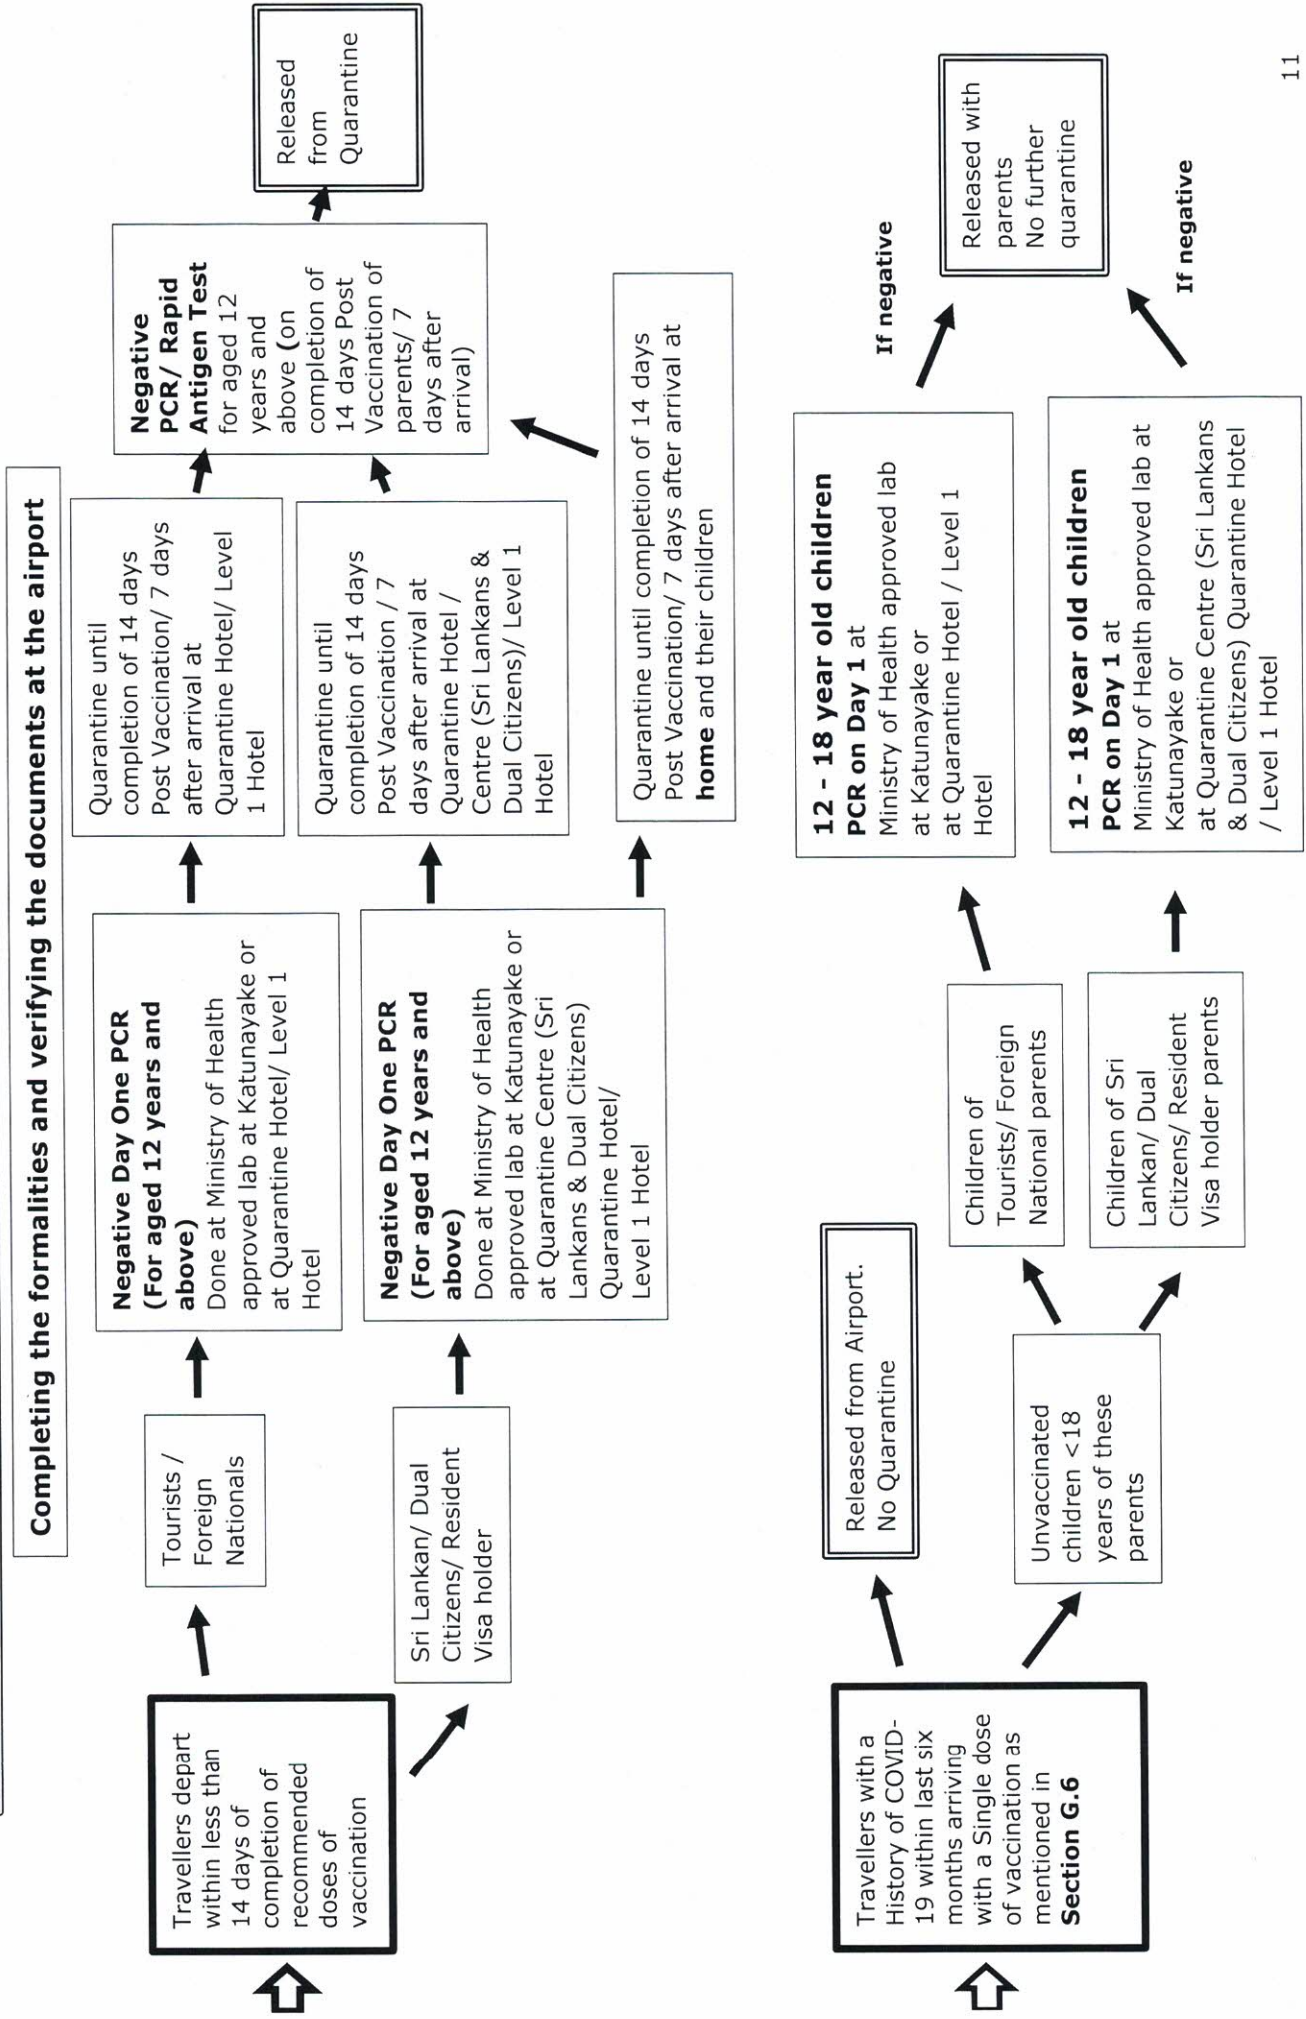 Completing the formalities and verifying the documents at the airport
Travellers depart
within less than
14 days of
completion of
recommended
doses of
vaccination
Tourists /
Foreign
Nationals
Negative Day One PCR
(For aged 12 years and
above)
Done at Ministry of Health
approved lab at Katunayake or
at Quarantine Hotel/ Level 1
Hotel
Quarantine until
completion of 14 days
Post Vaccination/ 7 days
after arrival at
Quarantine Hotel/ Level
1 Hotel
Negative
PCR/ Rapid
Antigen Test
for aged 12
years and
above (on
completion of
14 days Post
Vaccination of
parents/ 7
days after
arrival)
Released
from
Quarantine
Sri Lankan/ Dual
Citizens/ Resident
Visa holder
Negative Day One PCR
(For aged 12 years and
above)
Done at Ministry of Health
approved lab at Katunayake or
at Quarantine Centre (Sri
Lankans & Dual Citizens)
Quarantine Hotel/
Level 1 Hotel
Quarantine until
completion of 14 days
Post Vaccination / 7
days after arrival at
Quarantine Hotel /
Centre (Sri Lankans &
Dual Citizens)/ Level 1
Hotel
Quarantine until completion of 14 days
Post Vaccination/ 7 days after arrival at
home and their children
Travellers with a
History of COVID-
19 within last six
months arriving
with a Single dose
of vaccination as
mentioned in
Section G.6
Released from Airport.
No Quarantine
Unvaccinated
children <18
years of these
parents
Children of
Tourists/ Foreign
National parents
12 - 18 year old children
PCR on Day 1 at
Ministry of Health approved lab
at Katunayake or
at Quarantine Hotel / Level 1
Hotel
If negative
Released with
parents
No further
quarantine
Children of Sri
Lankan/ Dual
Citizens/ Resident
Visa holder parents
12 - 18 year old children
PCR on Day 1 at
Ministry of Health approved lab at
Katunayake or
at Quarantine Centre (Sri Lankans
& Dual Citizens) Quarantine Hotel
/ Level 1 Hotel
If negative
11